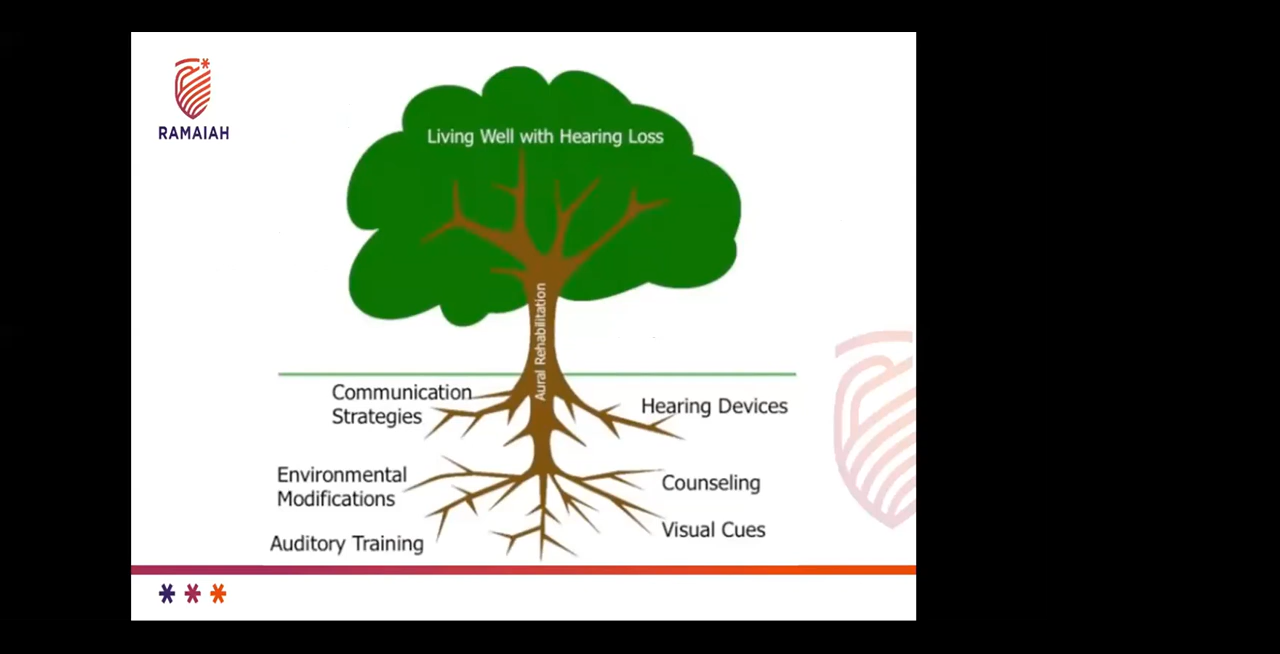 RAMAIAH
Living Well with Hearing Loss
Aural Rehabilitation
Communication
Strategies
Hearing Devices
Environmental
Modifications
Counseling
Visual Cues
Auditory Training